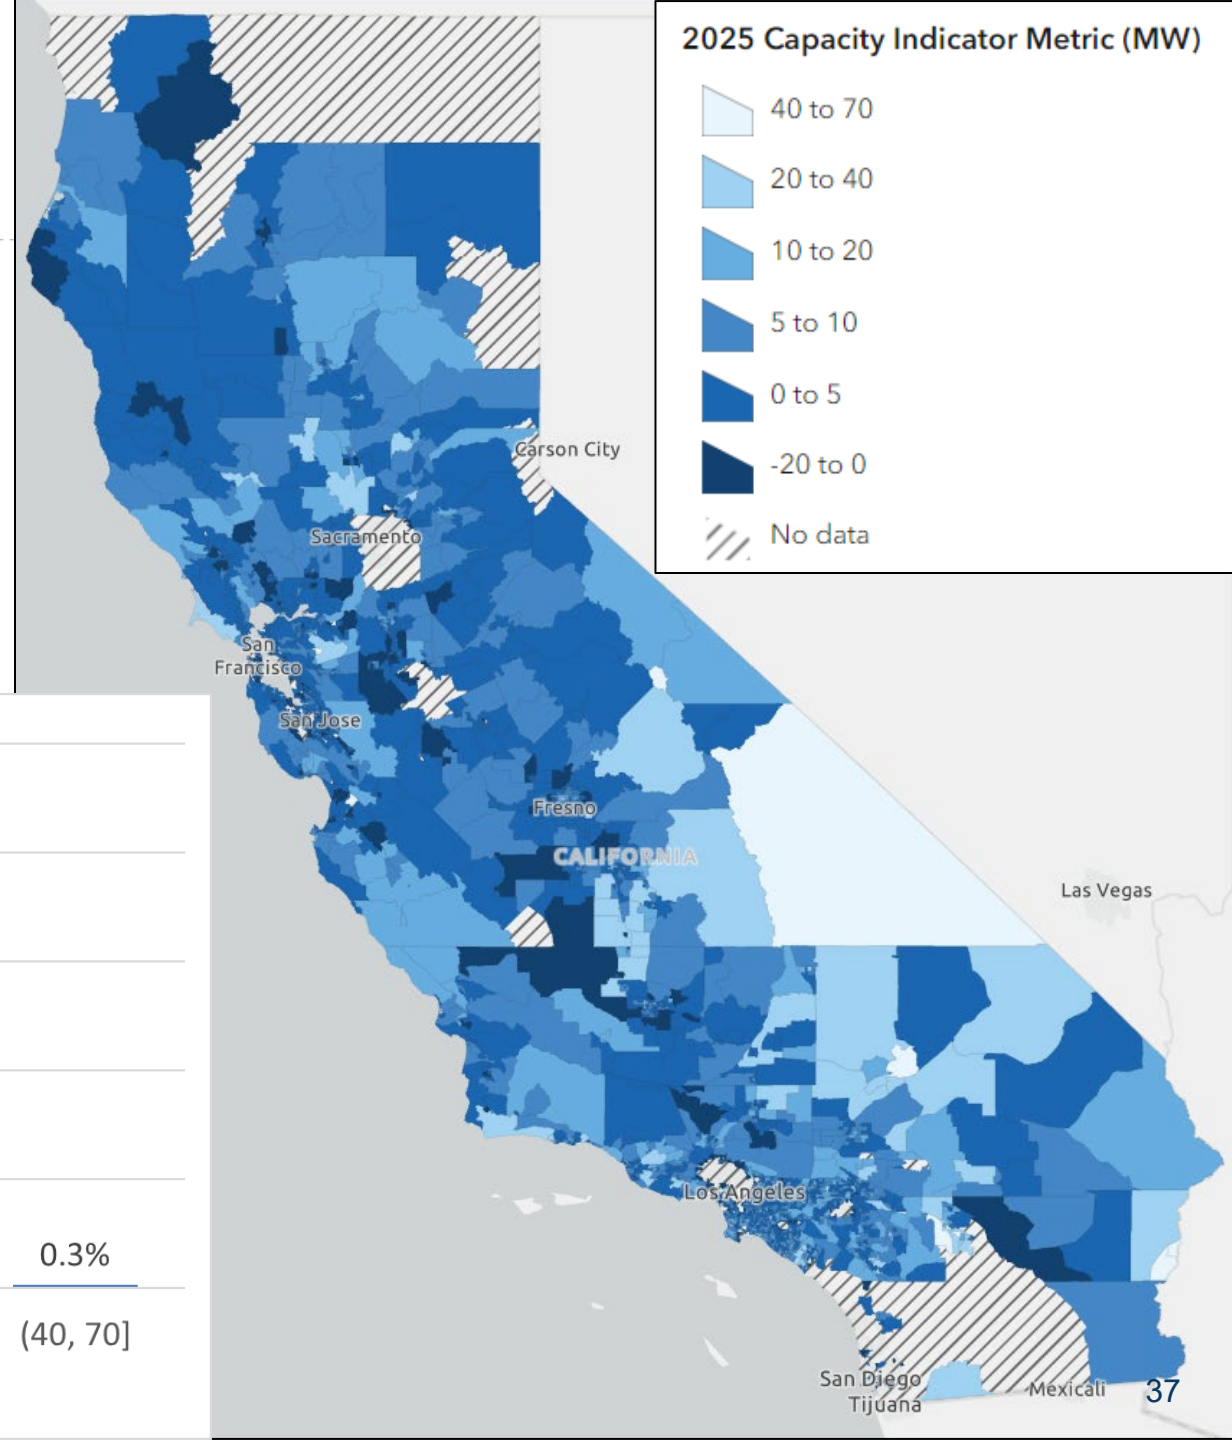 2025 Capacity Indicator Metric (MW)
40 to 70
20 to 40
10 to 20
5 to 10
0 to 5
-20 to 0
No data
Carson City
Sacramento
San
Francisco
San Jose
Fresno
CALIFORNIA
Las Vegas
Los Angeles
0.3%
(40, 70]
San Diego
Tijuana
Mexicali
37